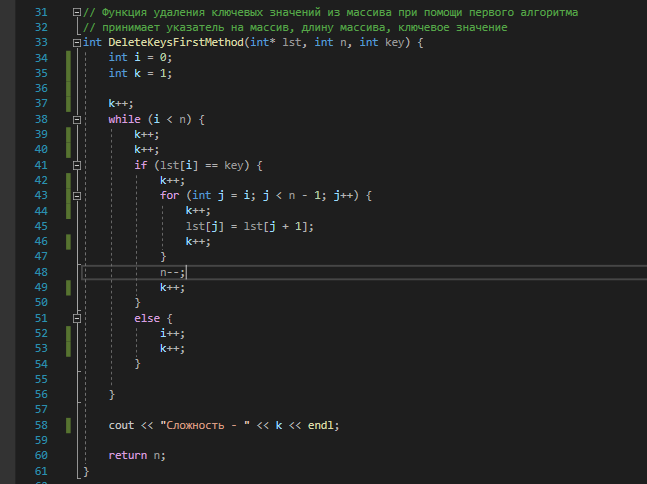 31 // Функция удаления ключевых значений из массива при помощи первого алгоритма
32 // принимает указатель на массив, длину массива, ключевое значение
33 int DeleteKeysFirstMethod(int* lst, int n, int key) {
34 int i = 0;
35 int k = 1;
36
37 k++;
38 while (i < n) {
39 k++;
40 k++;
41 if (lst[i] == key) {
42 k++;
43 for (int j = i; j < n - 1; j++) {
44 k++;
45 lst[j] = lst[j + 1];
46 k++;
47 }
48 n--;
49 k++;
50 }
51 else {
52 i++;
53 k++;
54 }
55
56 }
57
58 cout << "Сложность - " << k << endl;
59
60 return n;
61 }